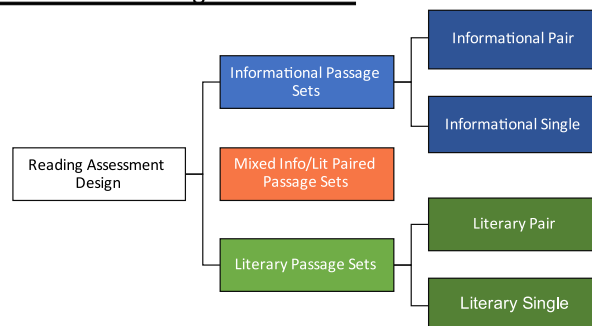 Informational Pair
Informational Passage
Sets
Informational Single
Reading Assessment
Design
Mixed Info/Lit Paired
Passage Sets
Literary Pair
Literary Passage Sets
Literary Single